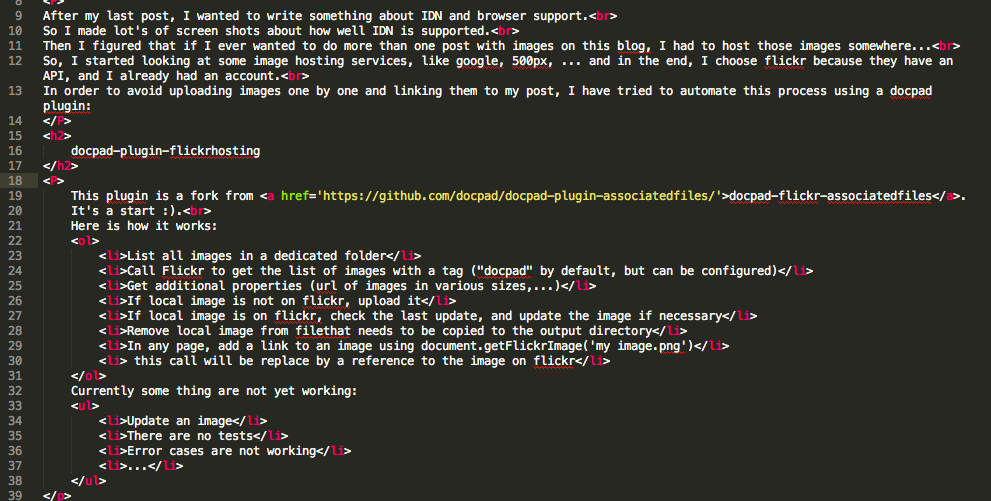 8 <P>
9 After my last post, I wanted to write something about IDN and browser support.<br>
10 So I made lot's of screen shots about how well IDN is supported.<br>
11 Then I figured that if I ever wanted to do more than one post with images on this blog, I had to host those images somewhere...<br>
12 So, I started looking at some image hosting services, like google, 500px, ... and in the end, I choose flickr because they have an
API, and I already had an account.<br>
13 In order to avoid uploading images one by one and linking them to my post, I have tried to automate this process using a docpad
plugin:
14 </P>
15 <h2>
16 docpad-plugin-flickrhosting
17 </h2>
18 <P>
19 This plugin is a fork from <a href='https://github.com/docpad/docpad-plugin-associatedfiles/'>docpad-flickr-associatedfiles</a>.
20 It's a start :).<br>
21 Here is how it works:
22 <ol>
23 <li>List all images in a dedicated folder</li>
24 <li>Call Flickr to get the list of images with a tag ("docpad" by default, but can be configured)</li>
25 <li>Get additional properties (url of images in various sizes,...)</li>
26 <li>If local image is not on flickr, upload it</li>
27 <li>If local image is on flickr, check the last update, and update the image if necessary</li>
28 <li>Remove local image from filethat needs to be copied to the output directory</li>
29 <li>In any page, add a link to an image using document.getFlickrImage('my image.png')</li>
30 <li> this call will be replace by a reference to the image on flickr</li>
31 </ol>
32 Currently some thing are not yet working:
33 <ul>
34 <li>Update an image</li>
35 <li>There are no tests</li>
36 <li>Error cases are not working</li>
37 <li>...</li>
38 </ul>
39 </p>